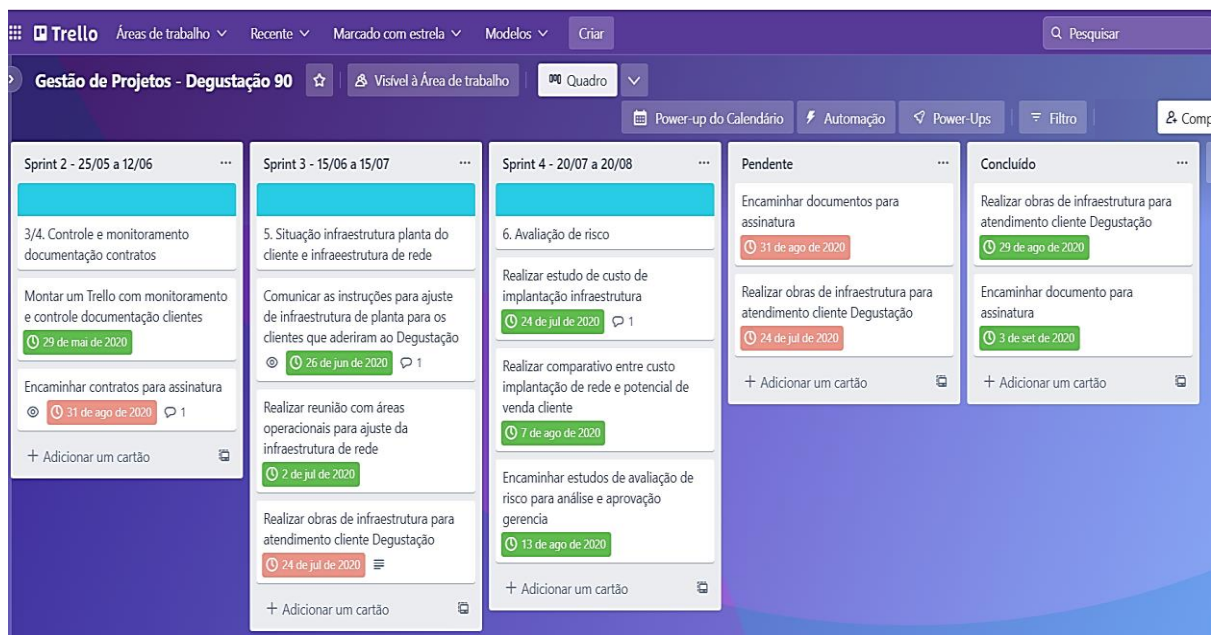 Trello
Áreas de trabalho
Recente
Marcado com estrela
Modelos
Criar
Pesquisar
Gestão de Projetos - Degustação 90
Visível à Área de trabalho
Quadro
Power-up do Calendário
Automação
Power-Ups
Filtro
Comp
Sprint 2 - 25/05 a 12/06
3/4. Controle e monitoramento
documentação contratos
Montar um Trello com monitoramento
e controle documentação clientes
29 de mai de 2020
Encaminhar contratos para assinatura
31 de ago de 2020 1
+ Adicionar um cartão
Sprint 3 - 15/06 a 15/07
5. Situação infraestrutura planta do
cliente e infraeestrutura de rede
Comunicar as instruções para ajuste
de infraestrutura de planta para os
clientes que aderiram ao Degustação
26 de jun de 2020 1
Realizar reunião com áreas
operacionais para ajuste da
infraestrutura de rede
2 de jul de 2020
Realizar obras de infraestrutura para
atendimento cliente Degustação
24 de jul de 2020
+ Adicionar um cartão
Sprint 4 - 20/07 a 20/08
6. Avaliação de risco
Realizar estudo de custo de
implantação infraestrutura
24 de jul de 2020 1
Realizar comparativo entre custo
implantação de rede e potencial de
venda cliente
7 de ago de 2020
Encaminhar estudos de avaliação de
risco para análise e aprovação
gerencia
13 de ago de 2020
+ Adicionar um cartão
Pendente
Encaminhar documentos para
assinatura
31 de ago de 2020
Realizar obras de infraestrutura para
atendimento cliente Degustação
24 de jul de 2020
+ Adicionar um cartão
Concluído
Realizar obras de infraestrutura para
atendimento cliente Degustação
29 de ago de 2020
Encaminhar documento para
assinatura
3 de set de 2020
+ Adicionar um cartão